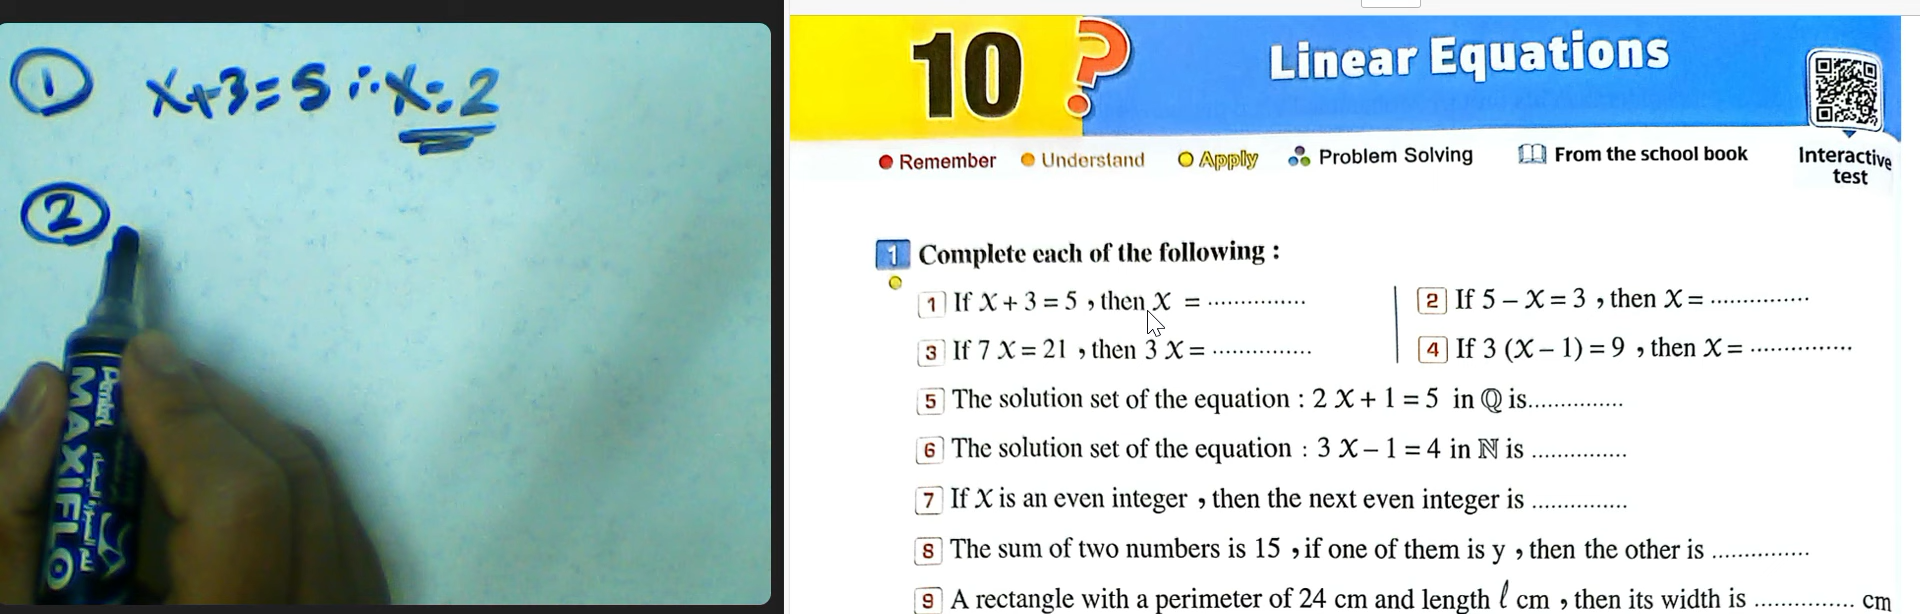 1 x+3=5 ∴ x=2
2
Pentel
MAXiFLO
10 ? Linear Equations
Remember Understand Apply Problem Solving From the school book Interactive test
1 Complete each of the following :
1 If X + 3 = 5 , then X = ...............
2 If 5 – X = 3 , then X = ...............
3 If 7 X = 21 , then 3 X = ...............
4 If 3 (X – 1) = 9 , then X = ...............
5 The solution set of the equation : 2 X + 1 = 5 in ℚ is..............
6 The solution set of the equation : 3 X – 1 = 4 in ℕ is ..............
7 If X is an even integer , then the next even integer is ..............
8 The sum of two numbers is 15 , if one of them is y , then the other is ..............
9 A rectangle with a perimeter of 24 cm and length ℓ cm , then its width is .............. cm